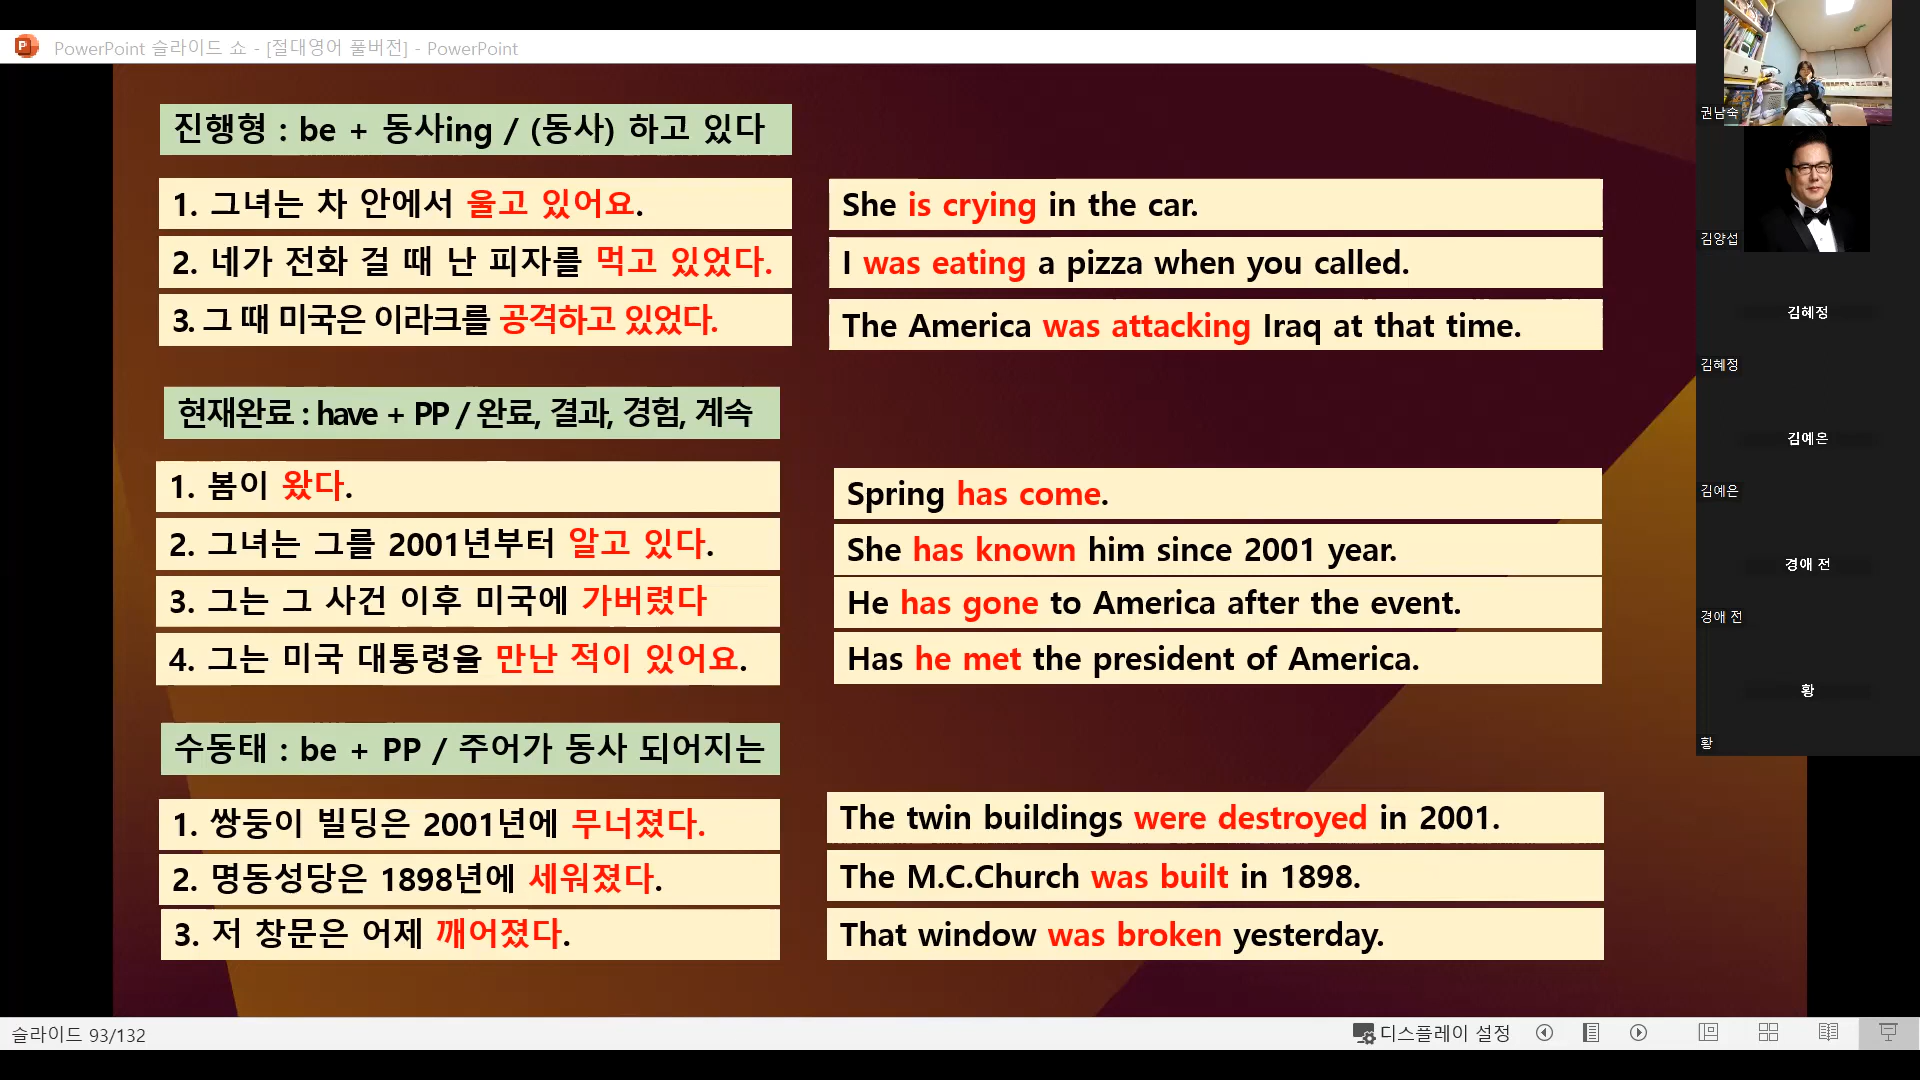 PowerPoint 슬라이드 쇼 - [절대영어 풀버전] - PowerPoint
진행형 : be + 동사ing / (동사) 하고 있다
1. 그녀는 차 안에서 울고 있어요.
She is crying in the car.
2. 네가 전화 걸 때 난 피자를 먹고 있었다.
I was eating a pizza when you called.
3. 그 때 미국은 이라크를 공격하고 있었다.
The America was attacking Iraq at that time.
현재완료 : have + PP / 완료, 결과, 경험, 계속
1. 봄이 왔다.
Spring has come.
2. 그녀는 그를 2001년부터 알고 있다.
She has known him since 2001 year.
3. 그는 그 사건 이후 미국에 가버렸다
He has gone to America after the event.
4. 그는 미국 대통령을 만난 적이 있어요.
Has he met the president of America.
수동태 : be + PP / 주어가 동사 되어지는
1. 쌍둥이 빌딩은 2001년에 무너졌다.
The twin buildings were destroyed in 2001.
2. 명동성당은 1898년에 세워졌다.
The M.C.Church was built in 1898.
3. 저 창문은 어제 깨어졌다.
That window was broken yesterday.
권남숙
김양섭
김혜정
김혜정
김예은
김예은
경애 전
경애 전
황
황
슬라이드 93/132
디스플레이 설정